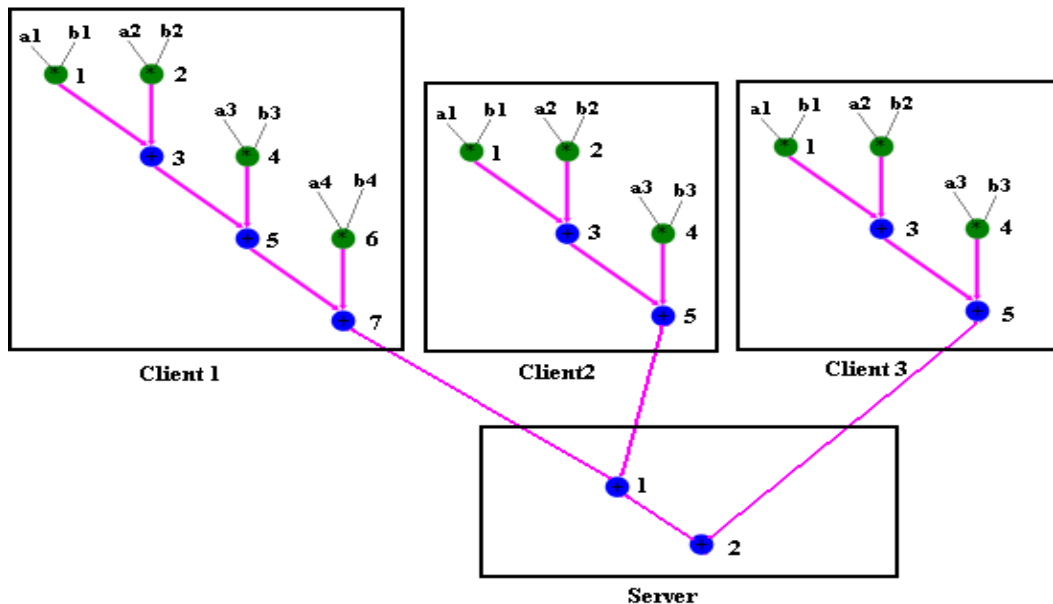 a1 b1 a2 b2
* 1 * 2
a3 b3
+ 3 * 4
a4 b4
+ 5 * 6
+ 7
Client 1
a1 b1 a2 b2
* 1 * 2
a3 b3
+ 3 * 4
+ 5
Client2
a1 b1 a2 b2
* 1 * 2
a3 b3
+ 3 * 4
+ 5
Client 3
+ 1
+ 2
Server